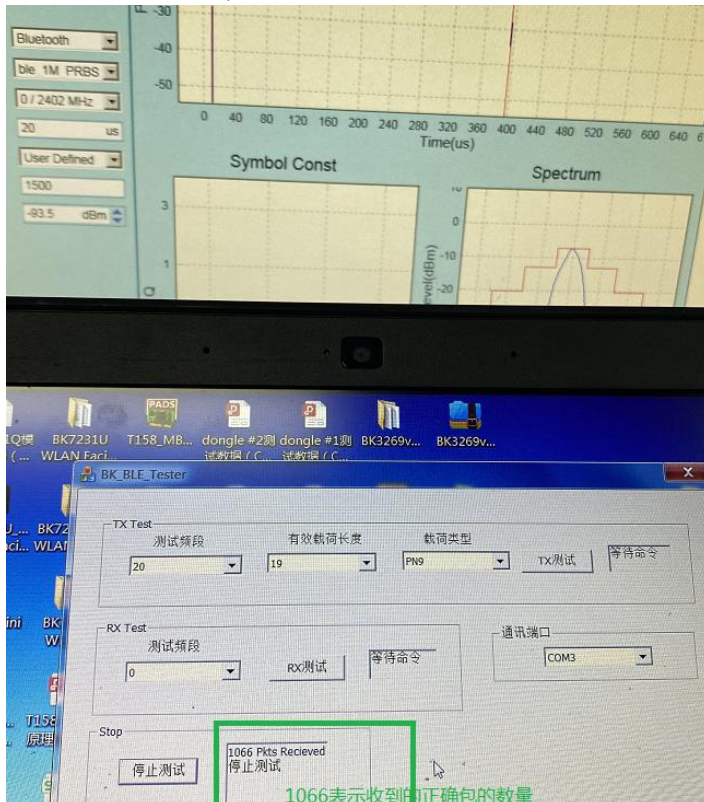 -30
Bluetooth
-40
ble 1M PRBS
-50
0 / 2402 MHz
0 40 80 120 160 200 240 280 320 360 400 440 480 520 560 600 640
20 us
Time(us)
User Defined
Symbol Const
Spectrum
1500
-93.5 dBm
3
0
-10
Level(dBm)
1
-20
Q
PADS
BK7231U
T158_MB...
dongle #2测
dongle #1测
BK3269v...
BK3269v...
WLAN Faci...
试数据（C...
试数据（C...
BK_BLE_Tester
X
TX Test
测试频段
有效载荷长度
载荷类型
20
19
PN9
TX测试
等待命令
RX Test
测试频段
通讯端口
0
RX测试
等待命令
COM3
Stop
停止测试
1066 Pkts Recieved
停止测试
1066表示收到的正确包的数量